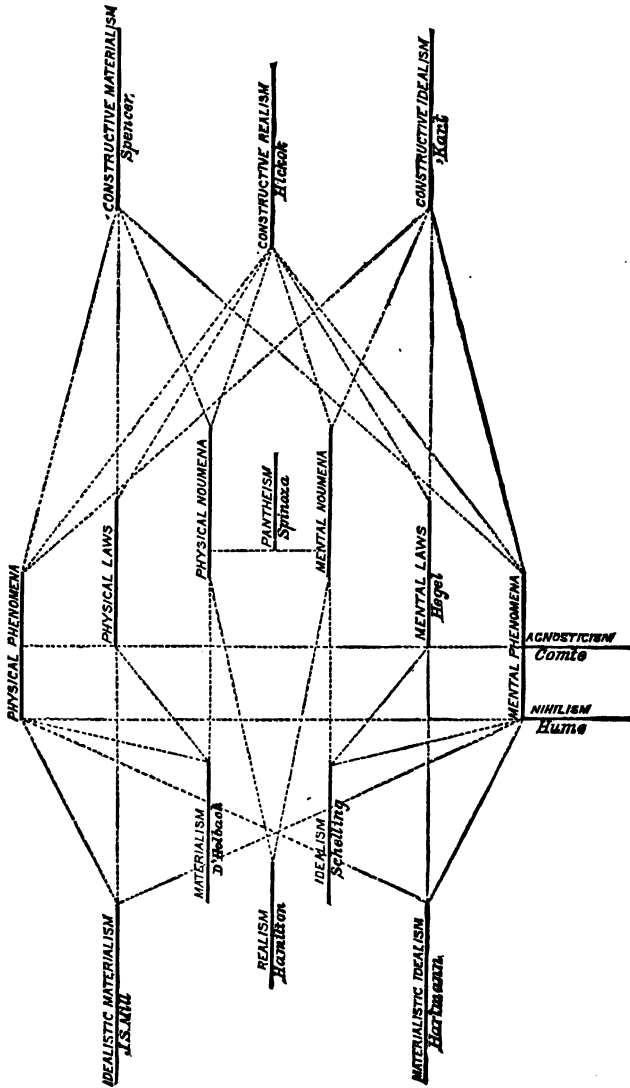 CONSTRUCTIVE MATERIALISM
Spencer.
CONSTRUCTIVE REALISM
Hickok
CONSTRUCTIVE IDEALISM
Kant
PHYSICAL PHENOMENA
PHYSICAL LAWS
PHYSICAL NOUMENA
PANTHEISM
Spinoza
MENTAL NOUMENA
MENTAL LAWS
Hegel
MENTAL PHENOMENA
AGNOSTICISM
Comte
NIHILISM
Hume
MATERIALISM
D'Holbach
REALISM
Hamilton
IDEALISM
Schelling
IDEALISTIC MATERIALISM
J.S.Mill
MATERIALISTIC IDEALISM
Hartmann